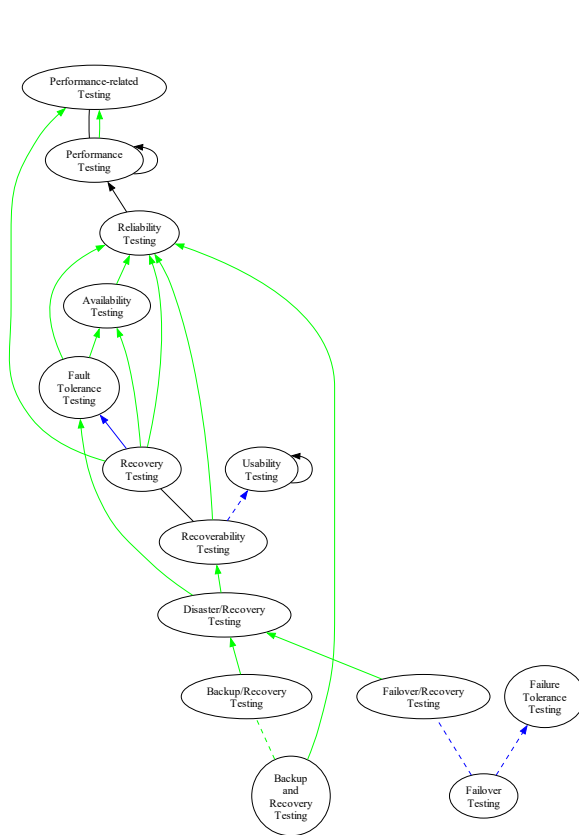 Performance-related
Testing
Performance
Testing
Reliability
Testing
Availability
Testing
Fault
Tolerance
Testing
Recovery
Testing
Usability
Testing
Recoverability
Testing
Disaster/Recovery
Testing
Backup/Recovery
Testing
Failover/Recovery
Testing
Failure
Tolerance
Testing
Backup
and
Recovery
Testing
Failover
Testing